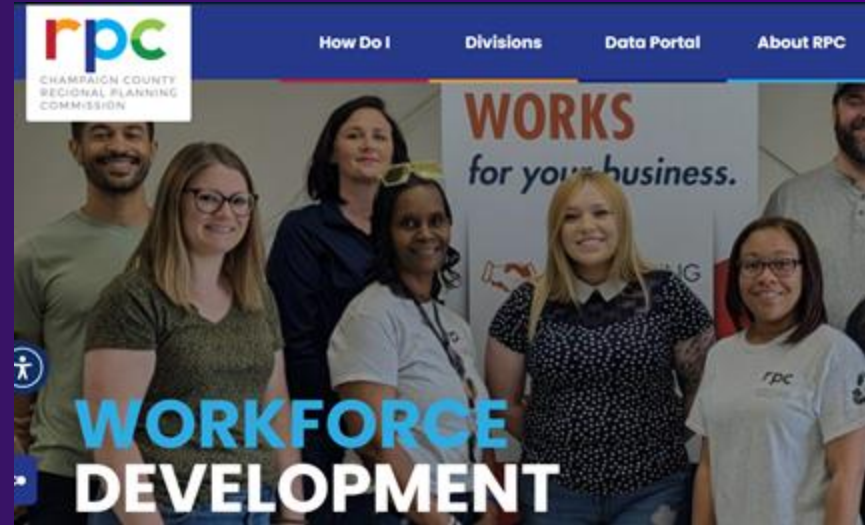 rpc
CHAMPAIGN COUNTY
REGIONAL PLANNING
COMMISSION
How Do I
Divisions
Data Portal
About RPC
WORKS
for your business.
NG
rpc
WORKFORCE
DEVELOPMENT